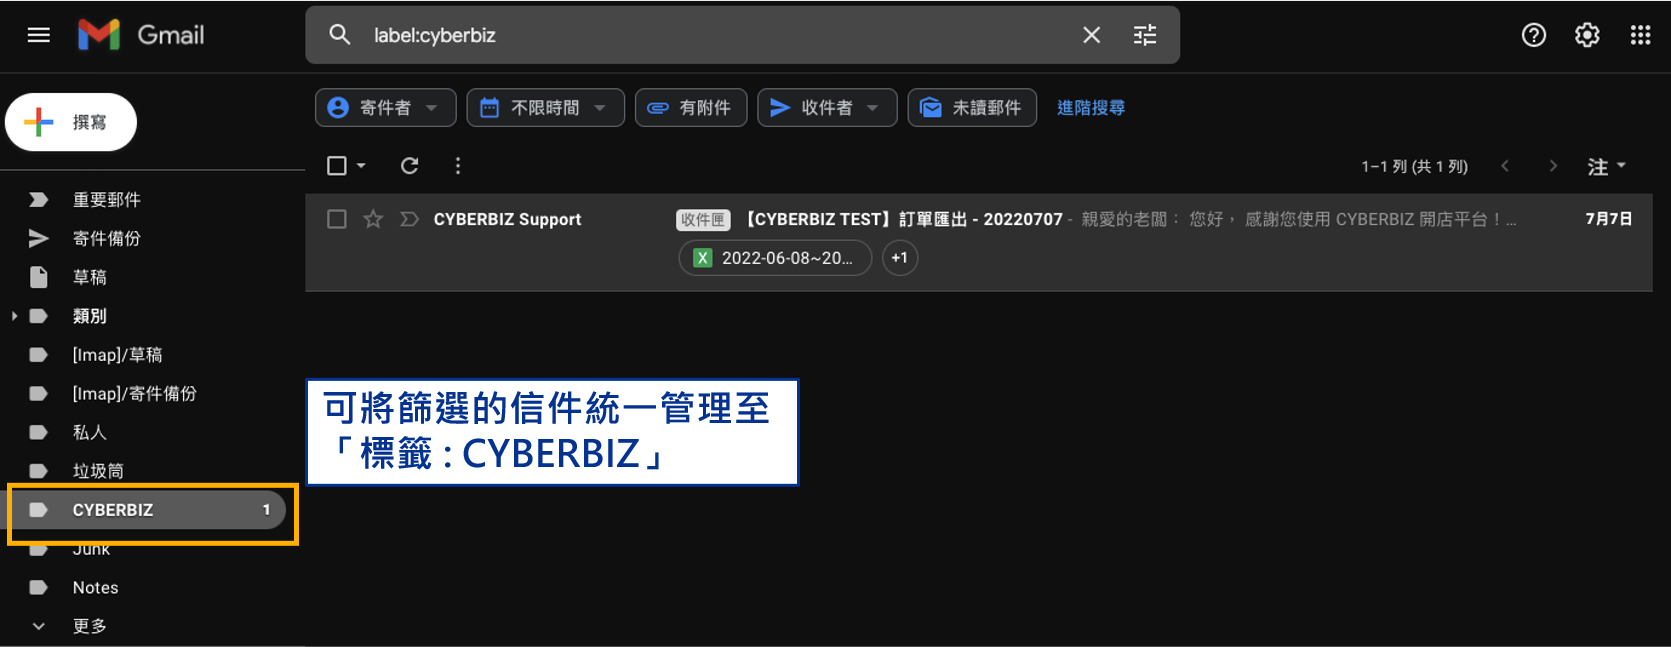 Gmail
label:cyberbiz
撰寫
寄件者
不限時間
有附件
收件者
未讀郵件
進階搜尋
1–1 列 (共 1 列)
注
重要郵件
寄件備份
草稿
類別
[Imap]/草稿
[Imap]/寄件備份
私人
垃圾筒
CYBERBIZ 1
Junk
Notes
更多
CYBERBIZ Support
收件匣 【CYBERBIZ TEST】訂單匯出 - 20220707 - 親愛的老闆： 您好， 感謝您使用 CYBERBIZ 開店平台！...
7月7日
X 2022-06-08~20... +1
可將篩選的信件統一管理至
「標籤 : CYBERBIZ」